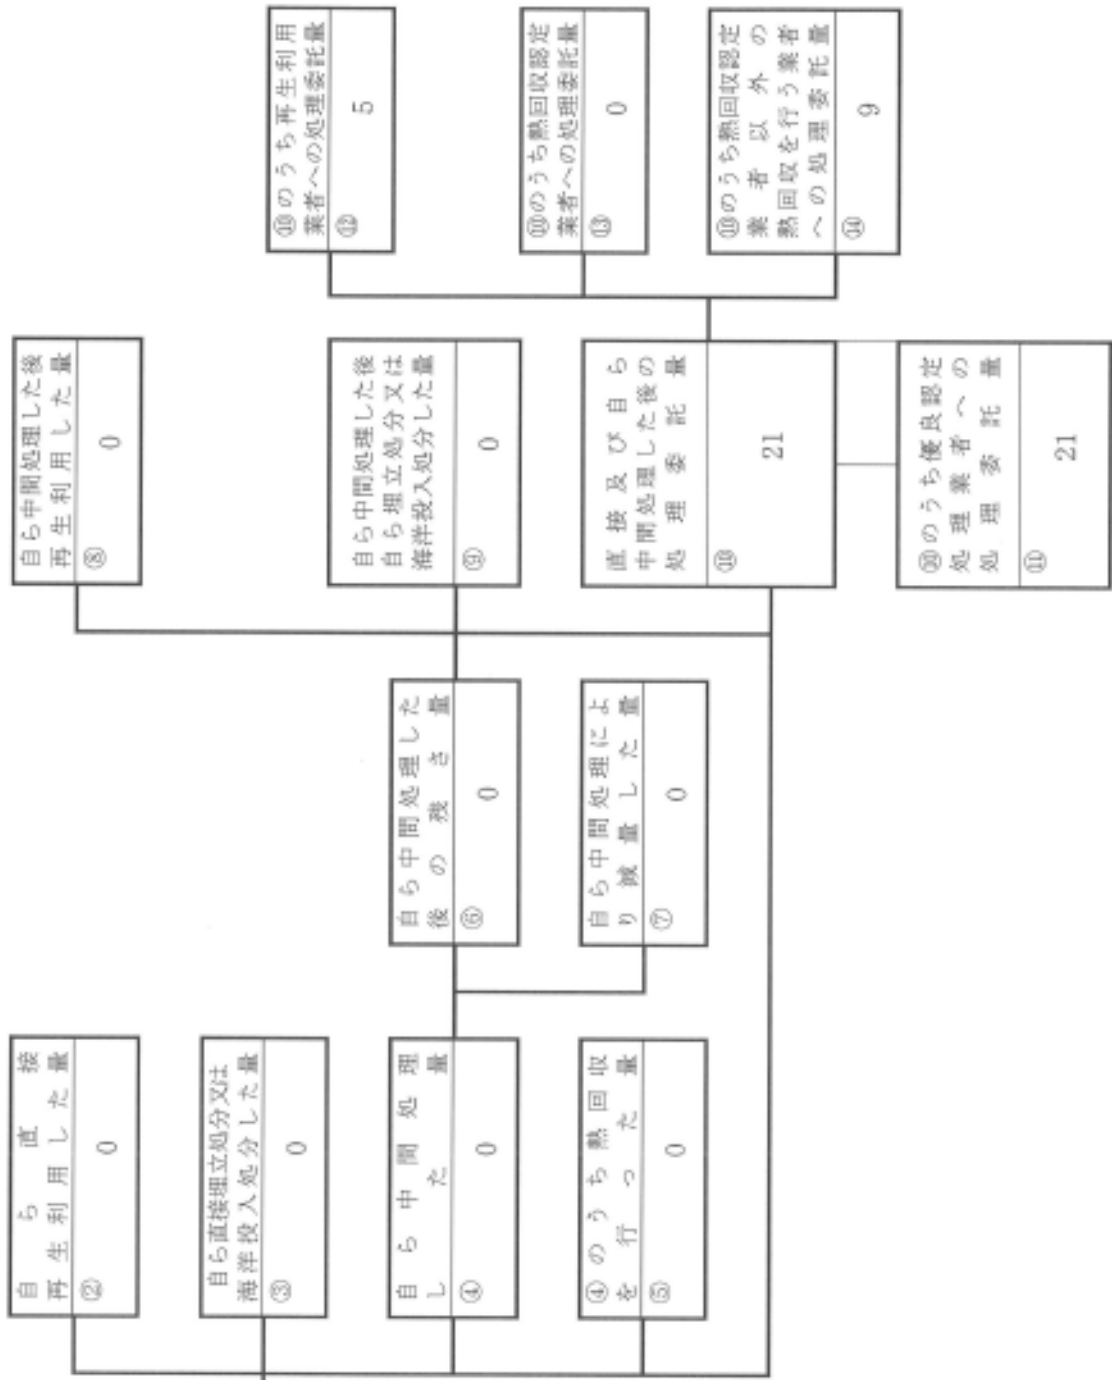 自ら直接
再生利用した量
②
0
自ら直接埋立処分又は
海洋投入処分した量
③
0
自ら中間処理
した量
④
0
④のうち熱回収
を行った量
⑤
0
自ら中間処理した
後の残さ量
⑥
0
自ら中間処理によ
り減量した量
⑦
0
自ら中間処理した後
再生利用した量
⑧
0
自ら中間処理した後
自ら埋立処分又は
海洋投入処分した量
⑨
0
直接及び自ら
中間処理した後の
処理委託量
⑩
21
⑩のうち優良認定
処理業者への
処理委託量
⑪
21
⑩のうち再生利用
業者への処理委託量
⑫
5
⑩のうち熱回収認定
業者への処理委託量
⑬
0
⑩のうち熱回収認定
業者以外の
熱回収を行う業者
への処理委託量
⑭
9